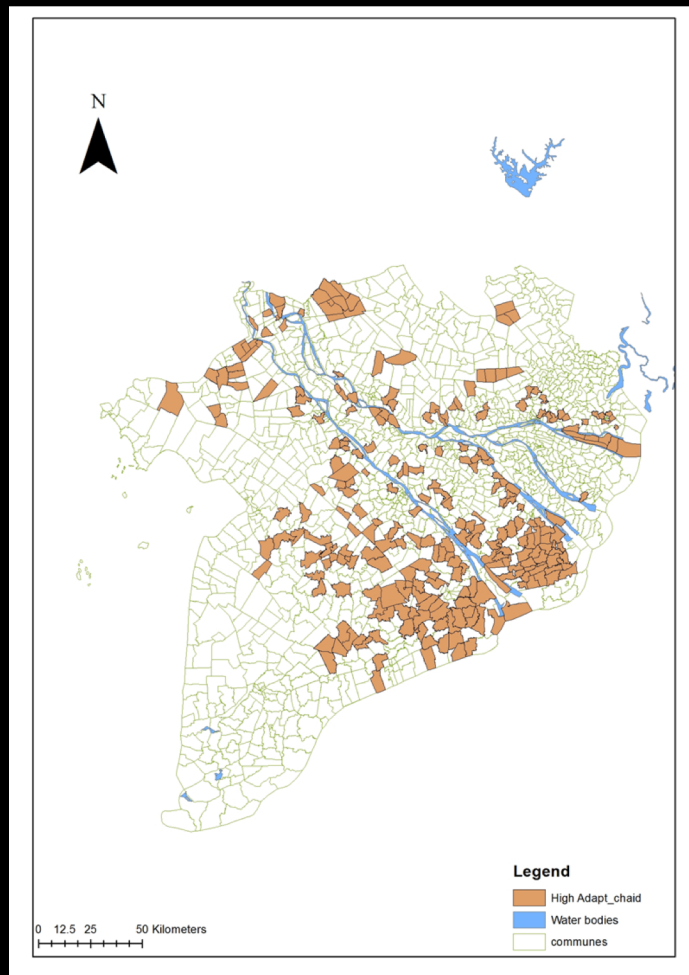 N
Legend
High Adapt_chaid
Water bodies
communes
0 12.5 25 50 Kilometers